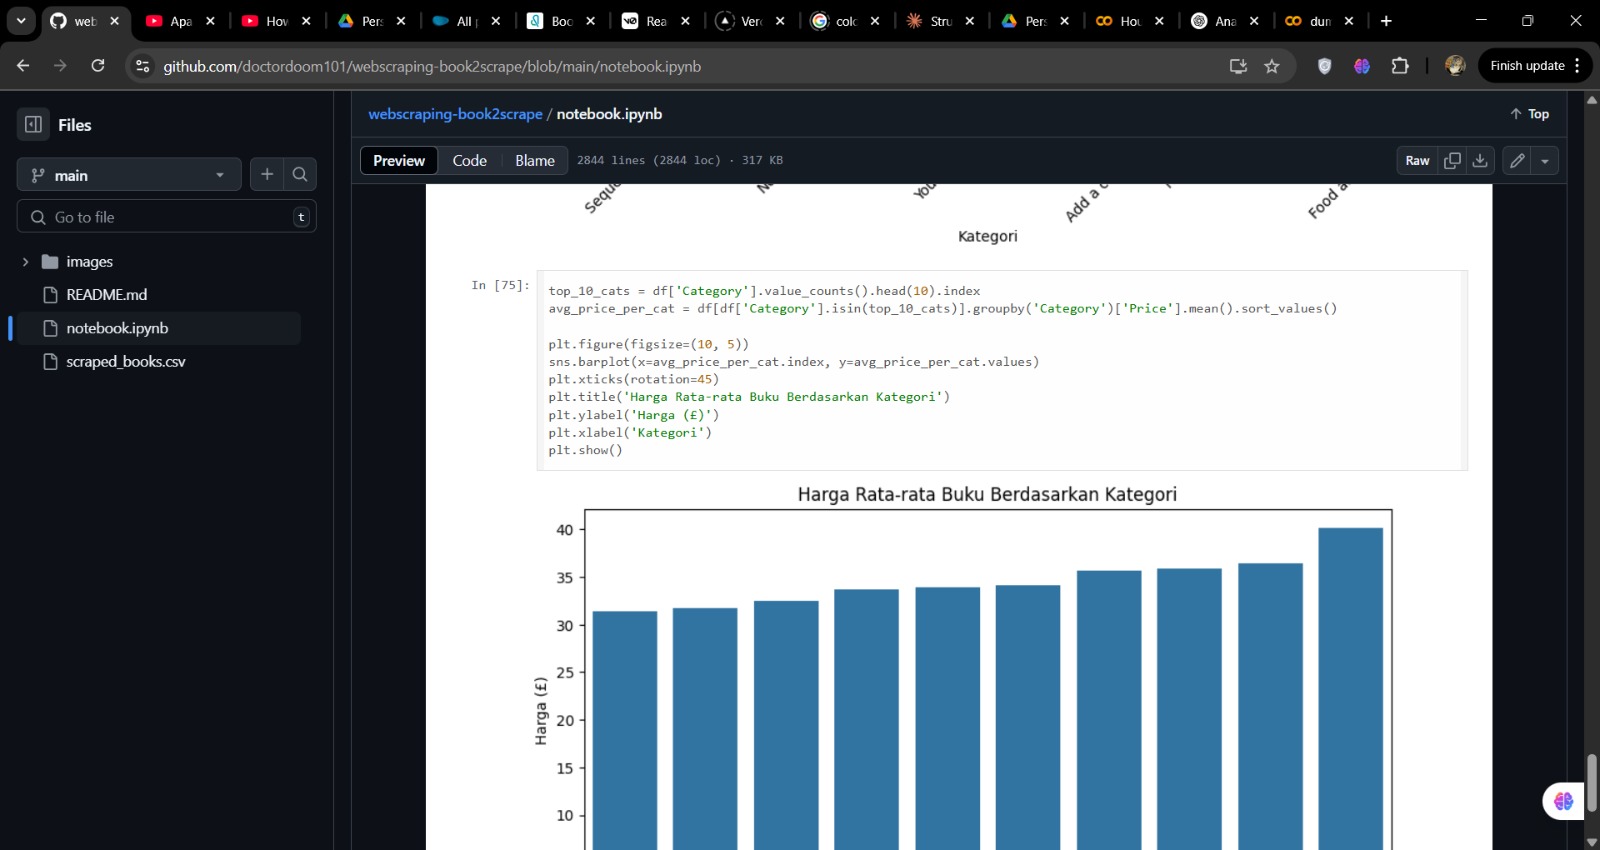 web
Apa
How
Pers
All
Boo
Rea
Verc
colo
Stru
Pers
Hou
Ana
dum
github.com/doctordoom101/webscraping-book2scrape/blob/main/notebook.ipynb
Finish update
Files
main
Go to file
t
images
README.md
notebook.ipynb
scraped_books.csv
webscraping-book2scrape / notebook.ipynb
Top
Preview
Code
Blame
2844 lines (2844 loc) · 317 KB
Raw
Add a c
Food a
Kategori
In [75]:
top_10_cats = df['Category'].value_counts().head(10).index
avg_price_per_cat = df[df['Category'].isin(top_10_cats)].groupby('Category')['Price'].mean().sort_values()
plt.figure(figsize=(10, 5))
sns.barplot(x=avg_price_per_cat.index, y=avg_price_per_cat.values)
plt.xticks(rotation=45)
plt.title('Harga Rata-rata Buku Berdasarkan Kategori')
plt.ylabel('Harga (£)')
plt.xlabel('Kategori')
plt.show()
Harga Rata-rata Buku Berdasarkan Kategori
40
35
30
25
20
15
10
Harga (£)